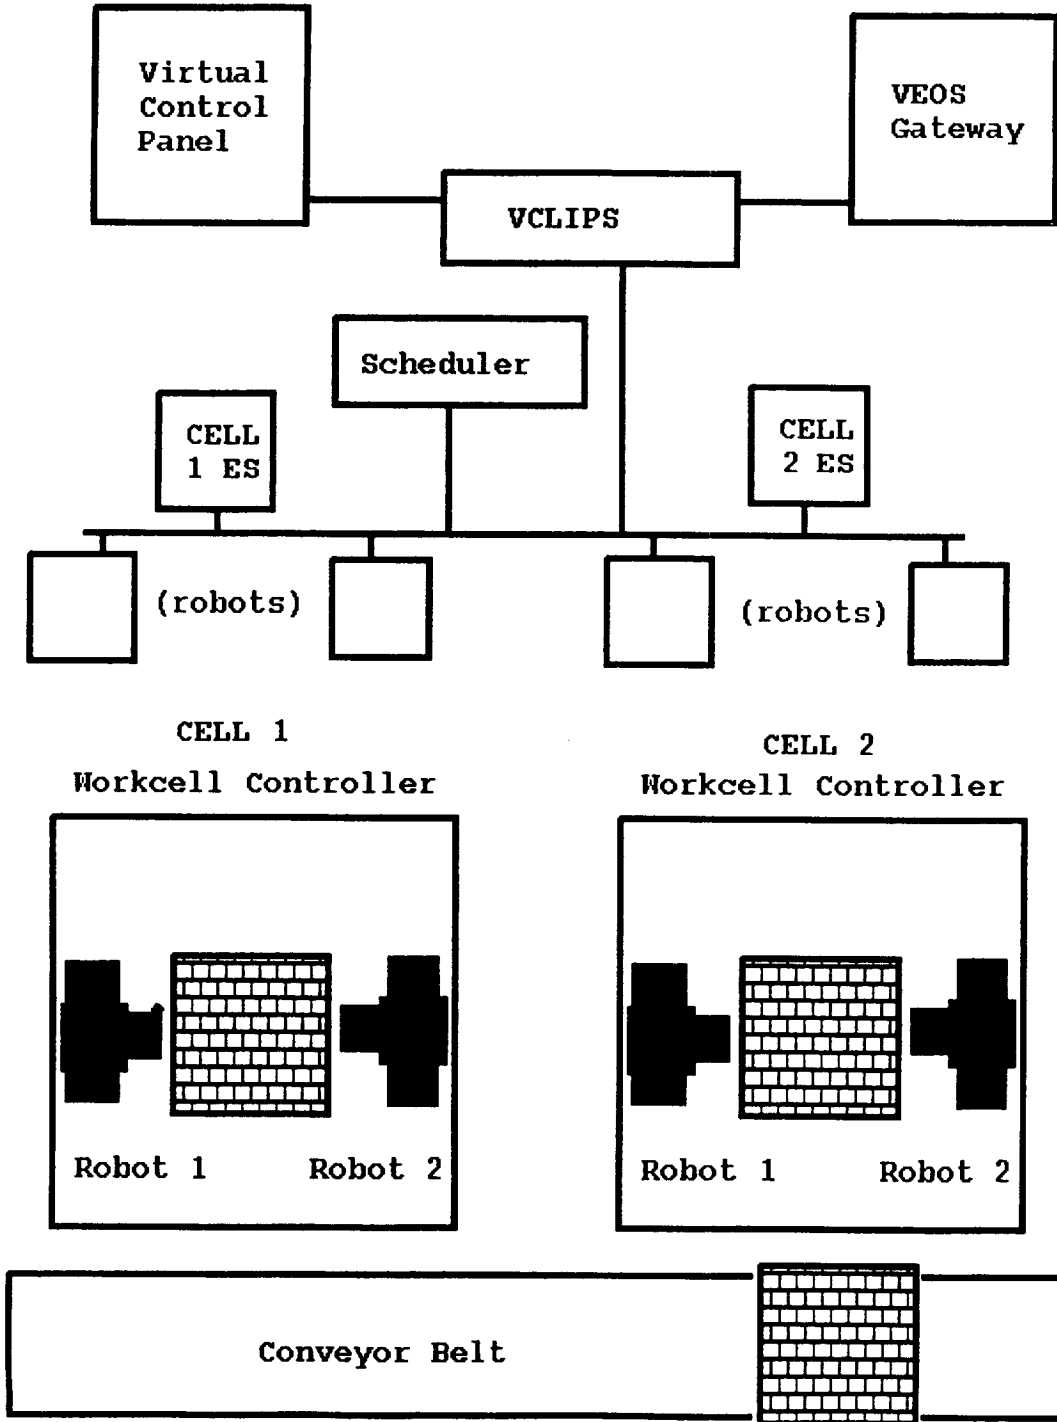 Virtual
Control
Panel
VEOS
Gateway
VCLIPS
Scheduler
CELL
1 ES
CELL
2 ES
(robots)
(robots)
CELL 1
Workcell Controller
CELL 2
Workcell Controller
Robot 1
Robot 2
Robot 1
Robot 2
Conveyor Belt